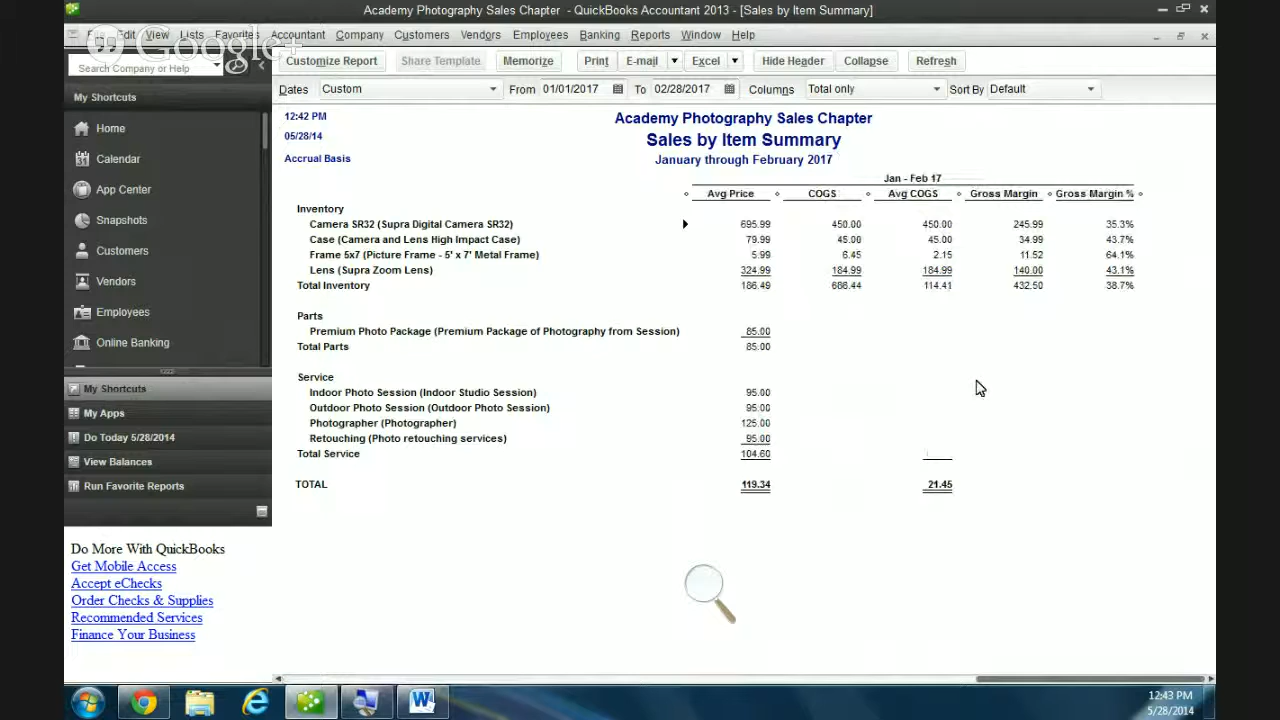 Academy Photography Sales Chapter - QuickBooks Accountant 2013 - [Sales by Item Summary]
Edit View Lists Favorites Accountant Company Customers Vendors Employees Banking Reports Window Help
Google+
Search Company or Help
Customize Report Share Template Memorize Print E-mail Excel Hide Header Collapse Refresh
Dates Custom From 01/01/2017 To 02/28/2017 Columns Total only Sort By Default
My Shortcuts
Home
Calendar
App Center
Snapshots
Customers
Vendors
Employees
Online Banking
My Shortcuts
My Apps
Do Today 5/28/2014
View Balances
Run Favorite Reports
Do More With QuickBooks
Get Mobile Access
Accept eChecks
Order Checks & Supplies
Recommended Services
Finance Your Business
12:42 PM
05/28/14
Accrual Basis
Academy Photography Sales Chapter
Sales by Item Summary
January through February 2017
Jan - Feb 17
Avg Price COGS Avg COGS Gross Margin Gross Margin %
Inventory
Camera SR32 (Supra Digital Camera SR32) 695.99 450.00 450.00 245.99 35.3%
Case (Camera and Lens High Impact Case) 79.99 45.00 45.00 34.99 43.7%
Frame 5x7 (Picture Frame - 5' x 7' Metal Frame) 5.99 6.45 2.15 11.52 64.1%
Lens (Supra Zoom Lens) 324.99 184.99 184.99 140.00 43.1%
Total Inventory 186.49 686.44 114.41 432.50 38.7%
Parts
Premium Photo Package (Premium Package of Photography from Session) 85.00
Total Parts 85.00
Service
Indoor Photo Session (Indoor Studio Session) 95.00
Outdoor Photo Session (Outdoor Photo Session) 95.00
Photographer (Photographer) 125.00
Retouching (Photo retouching services) 95.00
Total Service 104.60
TOTAL 119.34 21.45
12:43 PM
5/28/2014